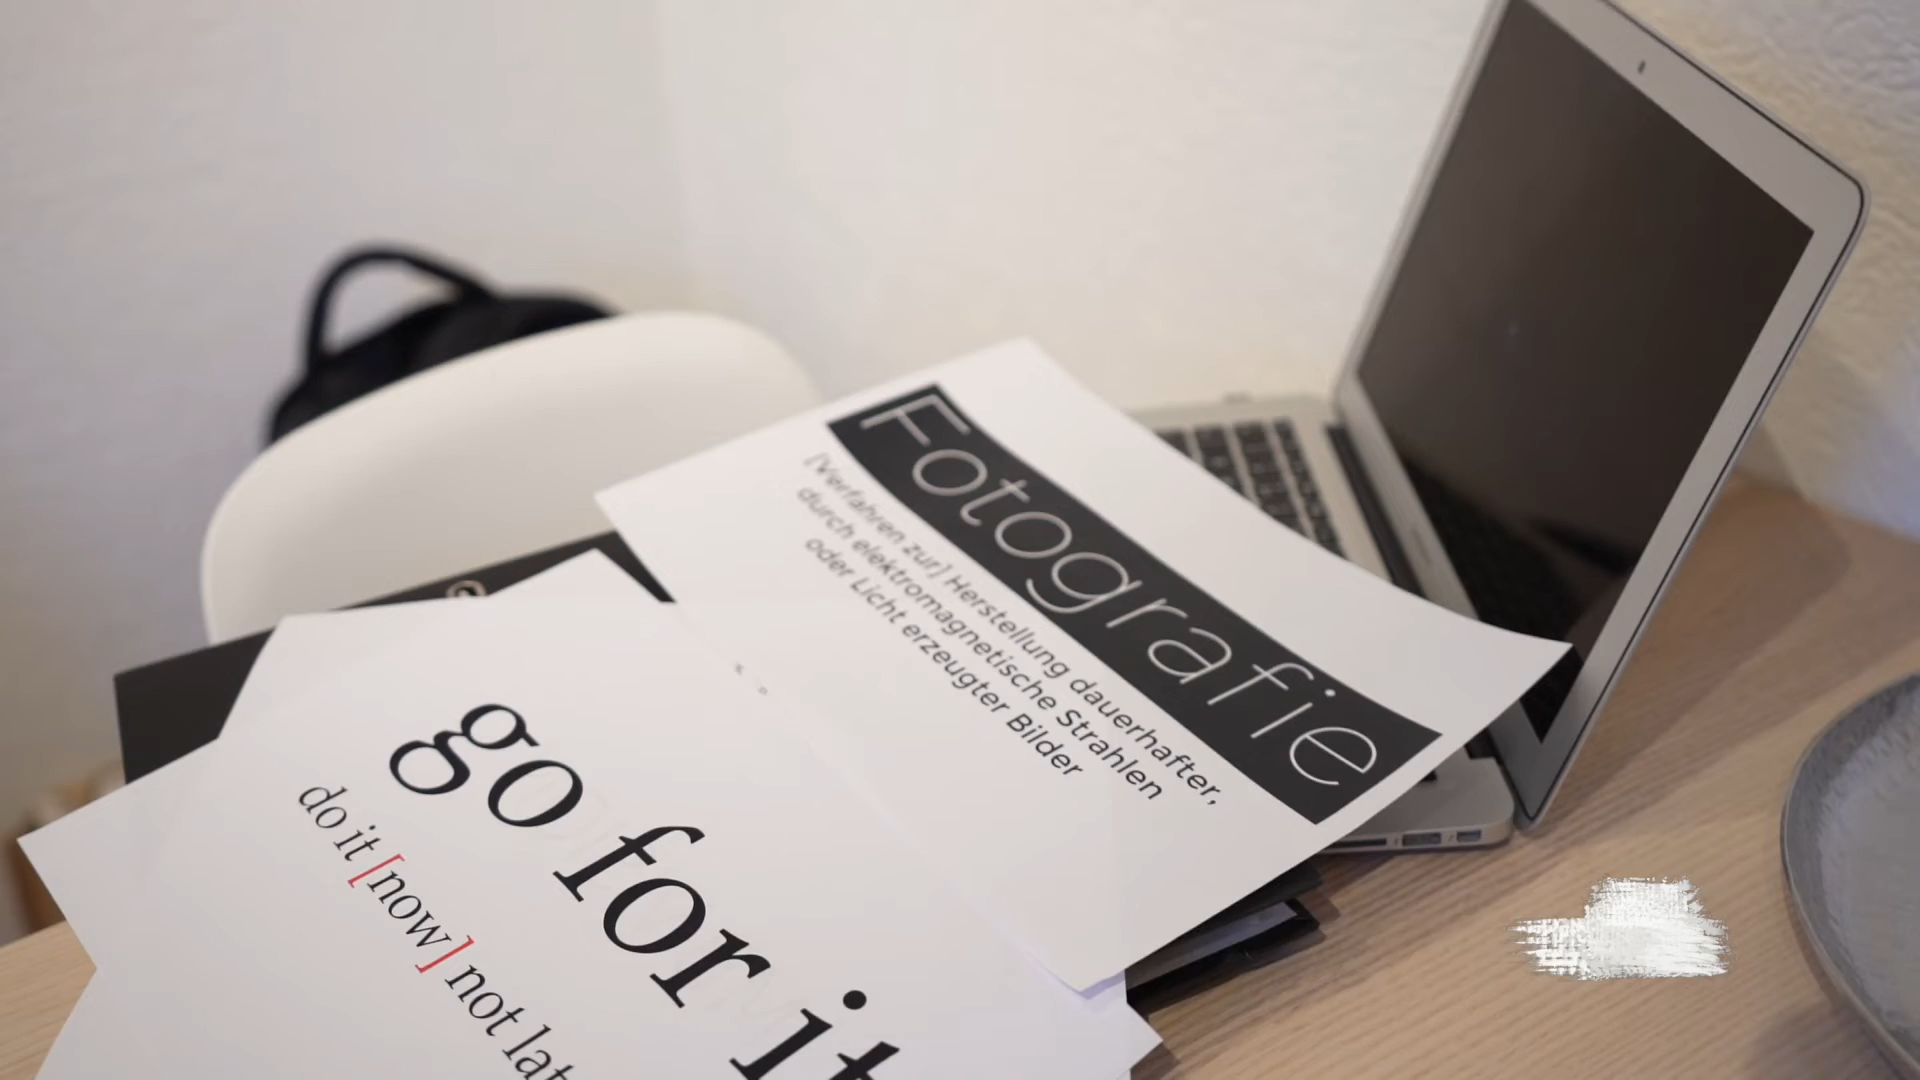 Fotografie
[Verfahren zur] Herstellung dauerhafter,
durch elektromagnetische Strahlen
oder Licht erzeugter Bilder
go for it
do it [now] not lat